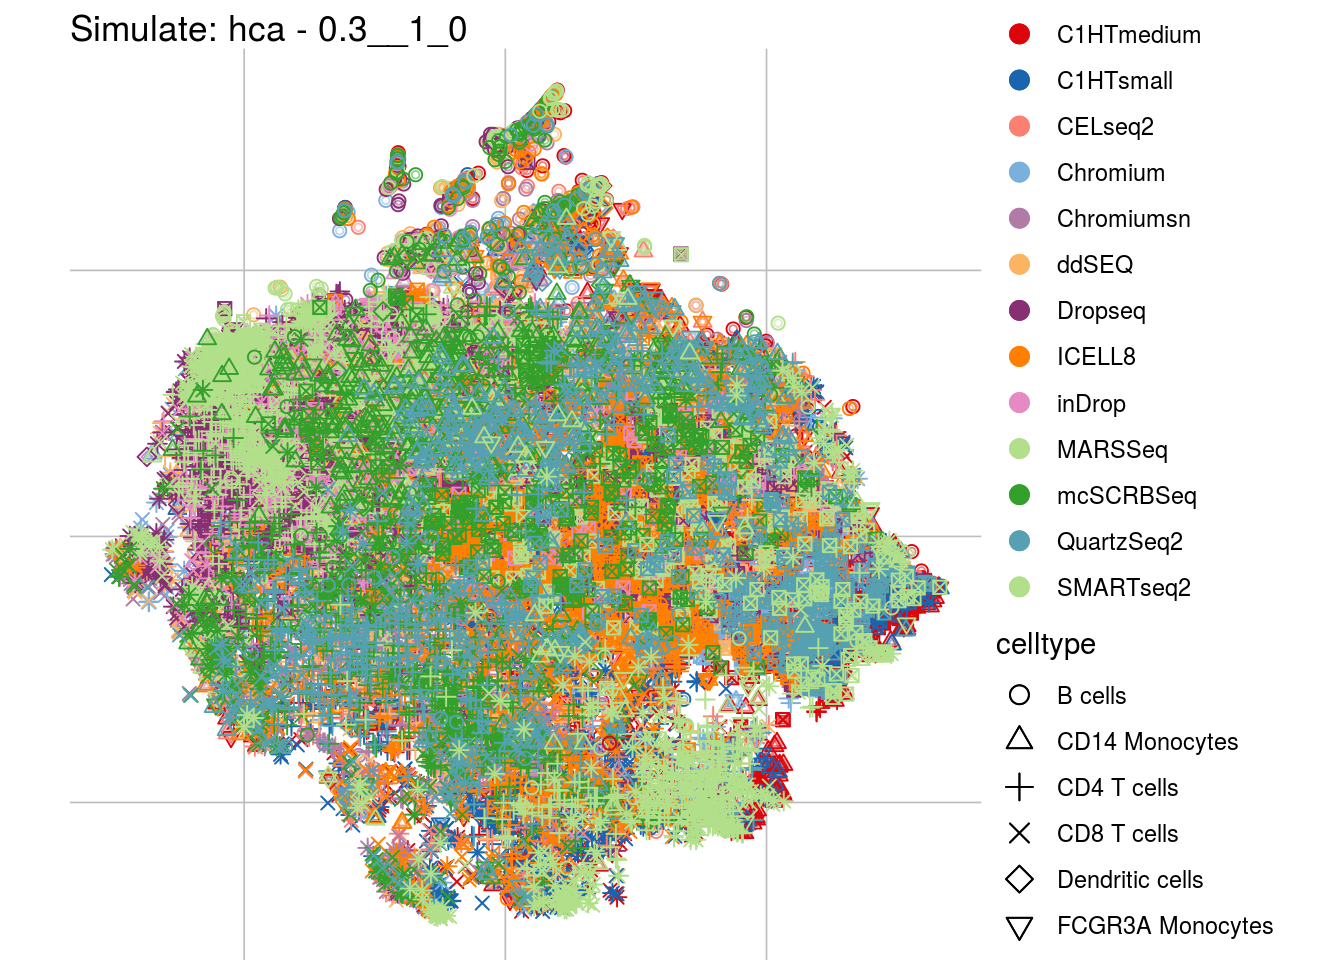 Simulate: hca - 0.3__1_0
C1HTmedium
C1HTsmall
CELseq2
Chromium
Chromiumsn
ddSEQ
Dropseq
ICELL8
inDrop
MARSSeq
mcSCRBSeq
QuartzSeq2
SMARTseq2
celltype
B cells
CD14 Monocytes
CD4 T cells
CD8 T cells
Dendritic cells
FCGR3A Monocytes